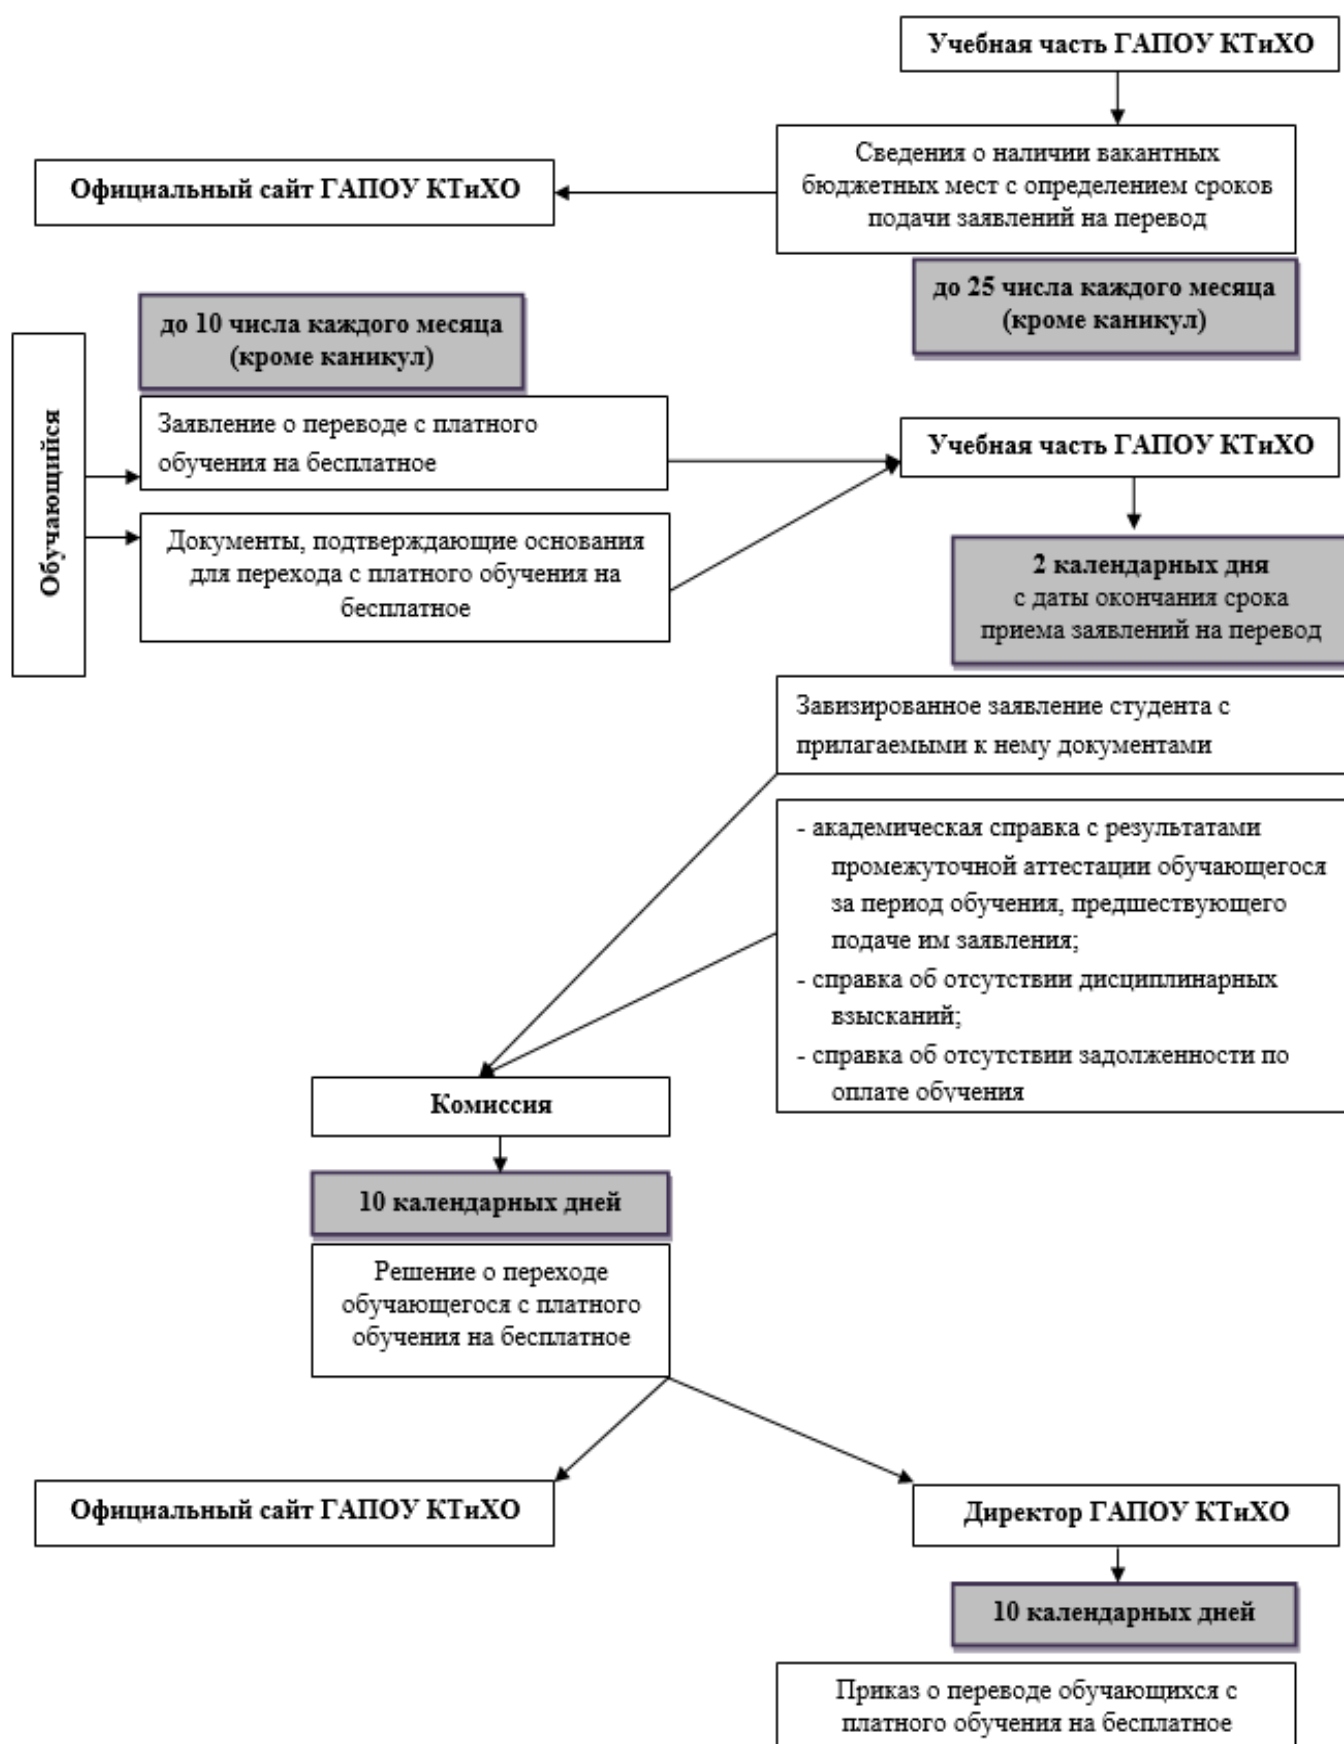 Учебная часть ГАПОУ КТиХО
Сведения о наличии вакантных
бюджетных мест с определением сроков
подачи заявлений на перевод
Официальный сайт ГАПОУ КТиХО
до 25 числа каждого месяца
(кроме каникул)
до 10 числа каждого месяца
(кроме каникул)
Обучающийся
Заявление о переводе с платного
обучения на бесплатное
Учебная часть ГАПОУ КТиХО
Документы, подтверждающие основания
для перехода с платного обучения на
бесплатное
2 календарных дня
с даты окончания срока
приема заявлений на перевод
Завизированное заявление студента с
прилагаемыми к нему документами
- академическая справка с результатами
промежуточной аттестации обучающегося
за период обучения, предшествующего
подаче им заявления;
- справка об отсутствии дисциплинарных
взысканий;
- справка об отсутствии задолженности по
оплате обучения
Комиссия
10 календарных дней
Решение о переходе
обучающегося с платного
обучения на бесплатное
Официальный сайт ГАПОУ КТиХО
Директор ГАПОУ КТиХО
10 календарных дней
Приказ о переводе обучающихся с
платного обучения на бесплатное